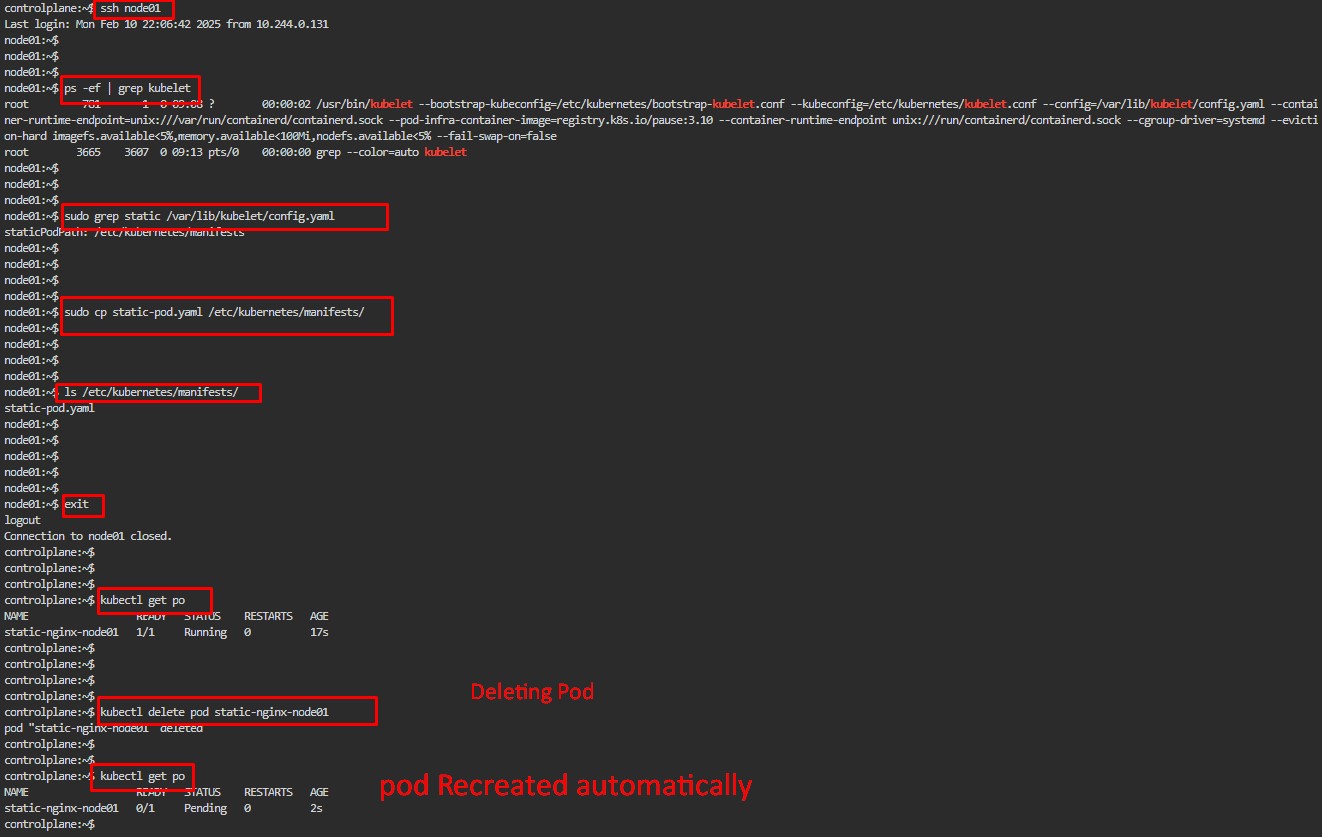 controlplane:~$ ssh node01
Last login: Mon Feb 10 22:06:42 2025 from 10.244.0.131
node01:~$
node01:~$
node01:~$
node01:~$ ps -ef | grep kubelet
root         781       1  0 09:08 ?        00:00:02 /usr/bin/kubelet --bootstrap-kubeconfig=/etc/kubernetes/bootstrap-kubelet.conf --kubeconfig=/etc/kubernetes/kubelet.conf --config=/var/lib/kubelet/config.yaml --contai
ner-runtime-endpoint=unix:///var/run/containerd/containerd.sock --pod-infra-container-image=registry.k8s.io/pause:3.10 --container-runtime-endpoint unix:///run/containerd/containerd.sock --cgroup-driver=systemd --evicti
on-hard imagefs.available<5%,memory.available<100Mi,nodefs.available<5% --fail-swap-on=false
root        3665    3607  0 09:13 pts/0    00:00:00 grep --color=auto kubelet
node01:~$
node01:~$
node01:~$
node01:~$ sudo grep static /var/lib/kubelet/config.yaml
staticPodPath: /etc/kubernetes/manifests
node01:~$
node01:~$
node01:~$
node01:~$
node01:~$ sudo cp static-pod.yaml /etc/kubernetes/manifests/
node01:~$
node01:~$
node01:~$
node01:~$
node01:~$ ls /etc/kubernetes/manifests/
static-pod.yaml
node01:~$
node01:~$
node01:~$
node01:~$
node01:~$
node01:~$ exit
logout
Connection to node01 closed.
controlplane:~$
controlplane:~$
controlplane:~$
controlplane:~$ kubectl get po
NAME                  READY   STATUS    RESTARTS   AGE
static-nginx-node01   1/1     Running   0          17s
controlplane:~$
controlplane:~$
controlplane:~$
controlplane:~$
Deleting Pod
controlplane:~$ kubectl delete pod static-nginx-node01
pod "static-nginx-node01" deleted
controlplane:~$
controlplane:~$
controlplane:~$ kubectl get po
pod Recreated automatically
NAME                  READY   STATUS    RESTARTS   AGE
static-nginx-node01   0/1     Pending   0          2s
controlplane:~$